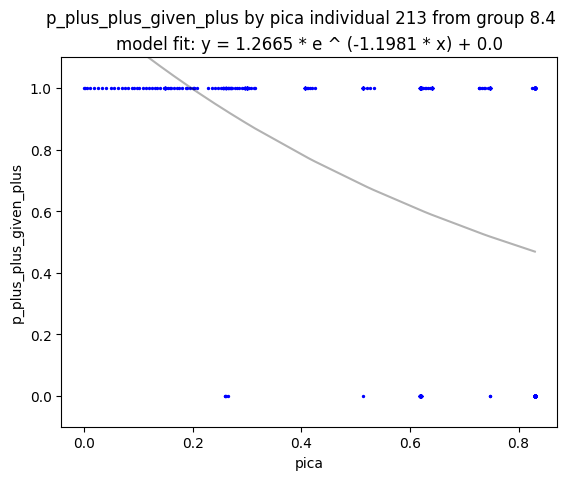 p_plus_plus_given_plus by pica individual 213 from group 8.4
model fit: y = 1.2665 * e ^ (-1.1981 * x) + 0.0
1.0
0.8
0.6
0.4
0.2
0.0
p_plus_plus_given_plus
0.0 0.2 0.4 0.6 0.8
pica